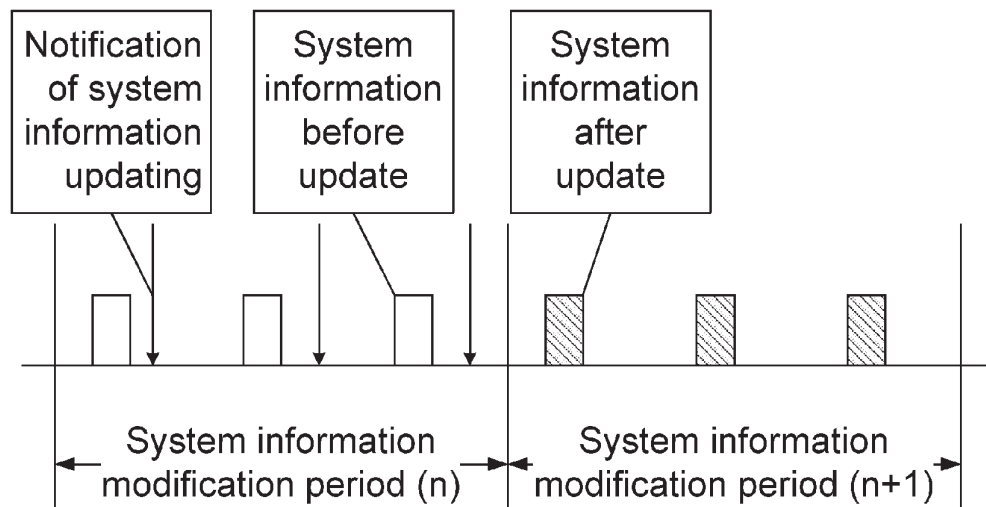 Notification
of system
information
updating
System
information
before
update
System
information
after
update
System information
modification period (n)
System information
modification period (n+1)